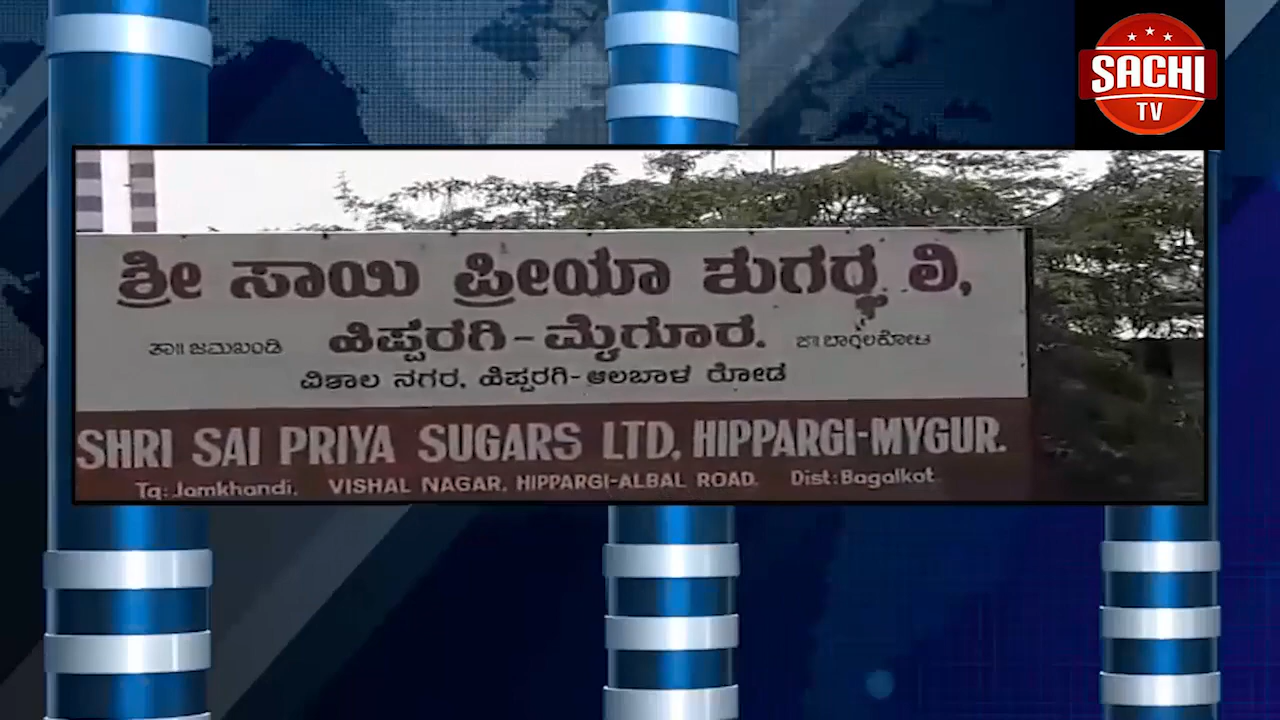 SACHI
TV
ಶ್ರೀ ಸಾಯಿ ಪ್ರೀಯಾ ಶುಗರ್ಸ್ ಲಿ,
ತಾ॥ ಜಮಖಂಡಿ ಹಿಪ್ಪರಗಿ-ಮೈಗೂರ. ಜಿ॥ ಬಾಗಲಕೋಟ
ವಿಶಾಲ ನಗರ, ಹಿಪ್ಪರಗಿ-ಆಲಬಾಳ ರೋಡ
SHRI SAI PRIYA SUGARS LTD, HIPPARGI-MYGUR.
Tq: Jamkhandi, VISHAL NAGAR, HIPPARGI-ALBAL ROAD. Dist: Bagalkot.